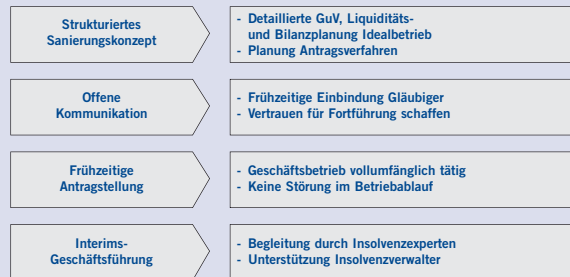 Strukturiertes
Sanierungskonzept
- Detaillierte GuV, Liquiditäts-
und Bilanzplanung Idealbetrieb
- Planung Antragsverfahren
Offene
Kommunikation
- Frühzeitige Einbindung Gläubiger
- Vertrauen für Fortführung schaffen
Frühzeitige
Antragstellung
- Geschäftsbetrieb vollumfänglich tätig
- Keine Störung im Betriebablauf
Interims-
Geschäftsführung
- Begleitung durch Insolvenzexperten
- Unterstützung Insolvenzverwalter